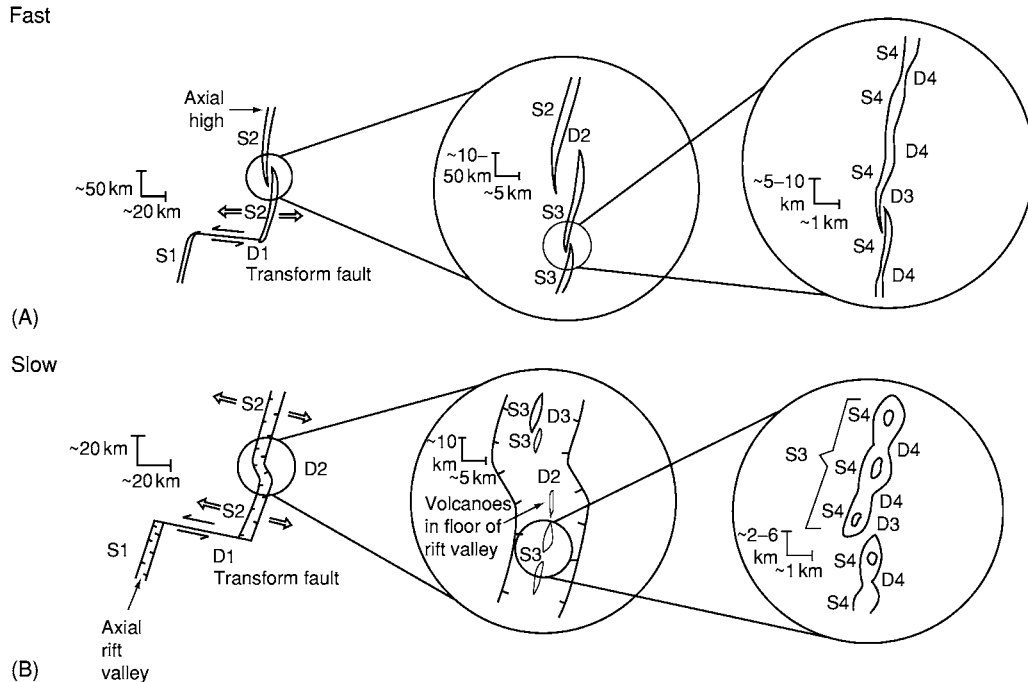 Fast
Axial
high
S2
~50 km
~20 km
S2
S1
D1
Transform fault
S2
D2
~10–
50 km
~5 km
S3
S3
S4
D4
S4
D4
S4
~5–10
km
~1 km
D3
S4
D4
(A)
Slow
S2
~20 km
~20 km
D2
S2
S1
D1
Transform fault
Axial
rift
valley
S3
D3
S3
~10
km
~5 km
D2
Volcanoes
in floor of
rift valley
S3
S4
S3
D4
S4
D4
S4
D3
~2–6
km
~1 km
S4
D4
S4
(B)